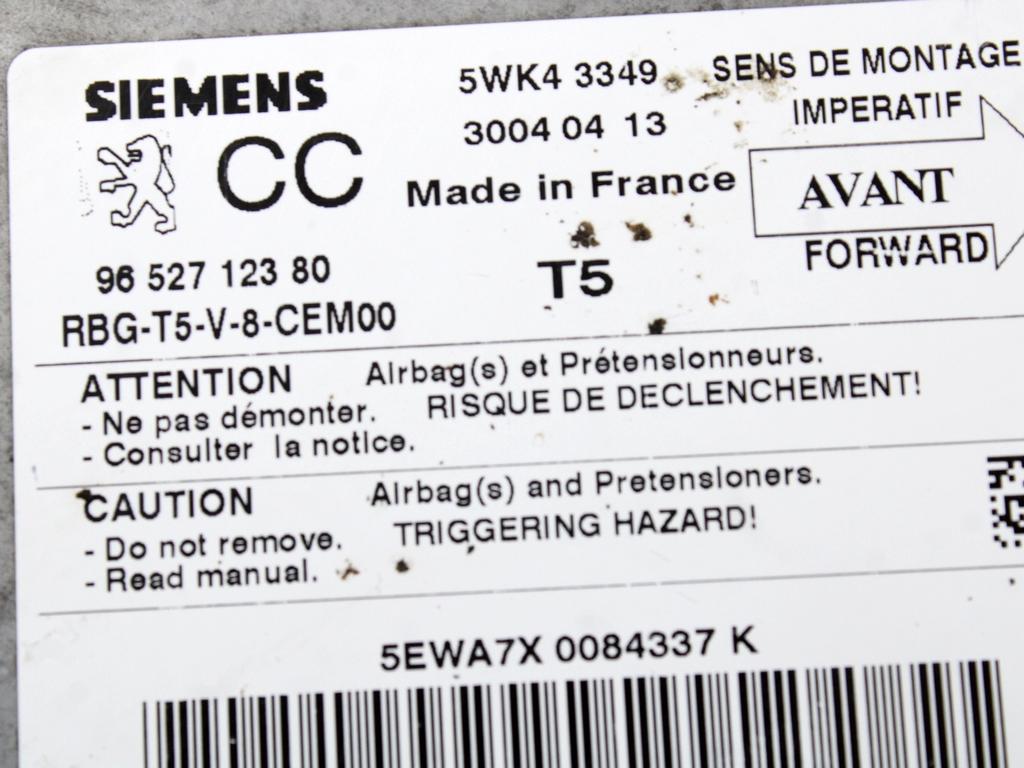 SIEMENS
CC
5WK4 3349
3004 04 13
Made in France
SENS DE MONTAGE
IMPERATIF
AVANT
FORWARD
96 527 123 80
T5
RBG-T5-V-8-CEM00
ATTENTION Airbag(s) et Prétensionneurs.
- Ne pas démonter. RISQUE DE DECLENCHEMENT!
- Consulter la notice.
CAUTION Airbag(s) and Pretensioners.
- Do not remove. TRIGGERING HAZARD!
- Read manual.
5EWA7X 0084337 K